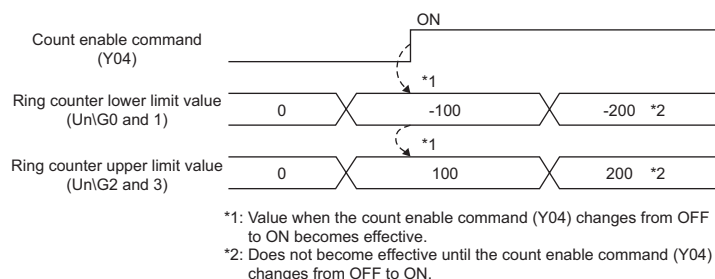 ON
Count enable command
(Y04)
*1
Ring counter lower limit value
(Un\G0 and 1)
0
-100
-200 *2
*1
Ring counter upper limit value
(Un\G2 and 3)
0
100
200 *2
*1: Value when the count enable command (Y04) changes from OFF
to ON becomes effective.
*2: Does not become effective until the count enable command (Y04)
changes from OFF to ON.